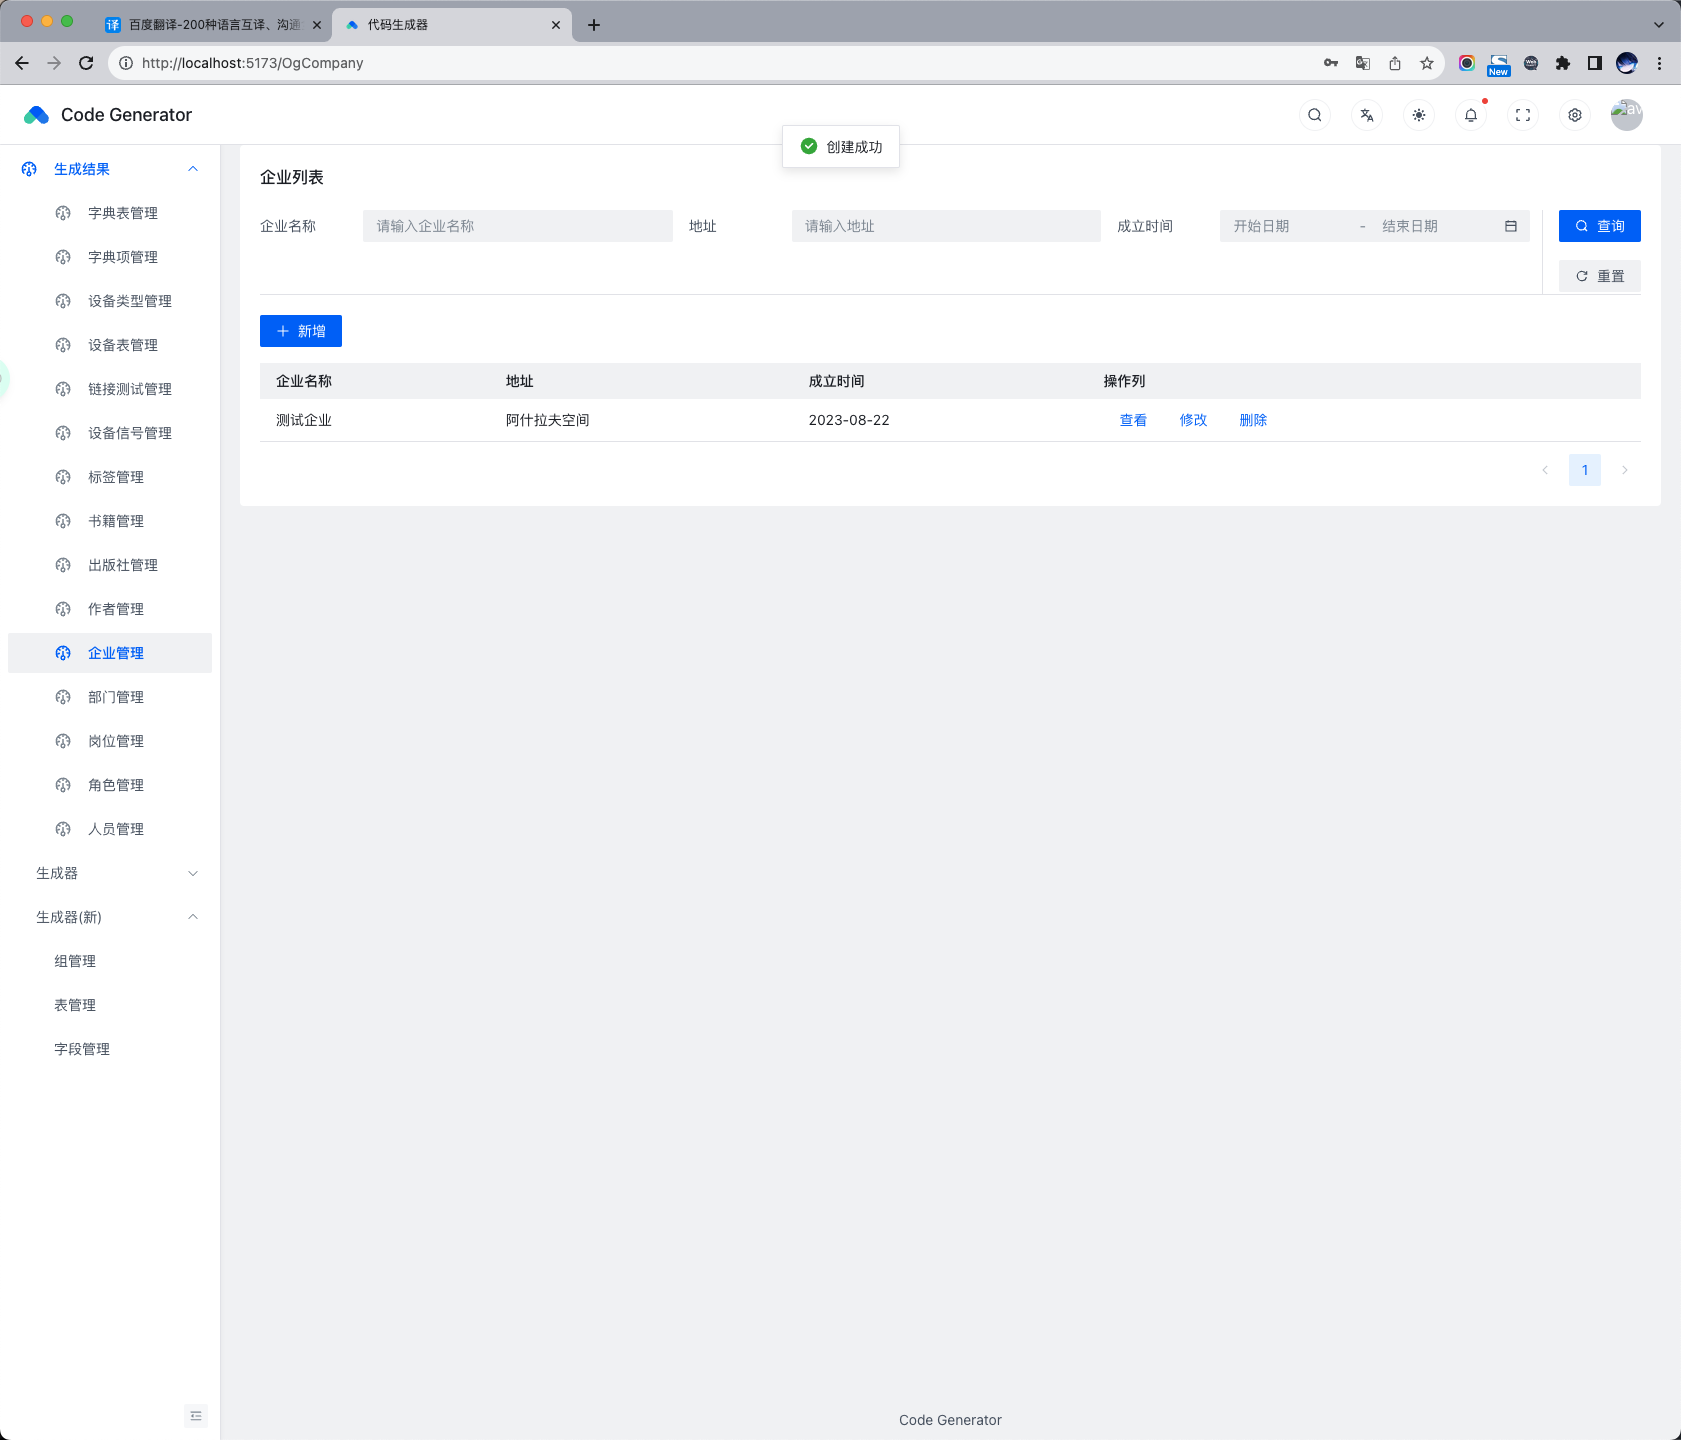 百度翻译-200种语言互译、沟通
代码生成器
http://localhost:5173/OgCompany
New
Code Generator
创建成功
生成结果
字典表管理
字典项管理
设备类型管理
设备表管理
链接测试管理
设备信号管理
标签管理
书籍管理
出版社管理
作者管理
企业管理
部门管理
岗位管理
角色管理
人员管理
生成器
生成器(新)
组管理
表管理
字段管理
企业列表
企业名称 请输入企业名称 地址 请输入地址 成立时间 开始日期 - 结束日期 查询
重置
新增
企业名称 地址 成立时间 操作列
测试企业 阿什拉夫空间 2023-08-22 查看 修改 删除
1
Code Generator